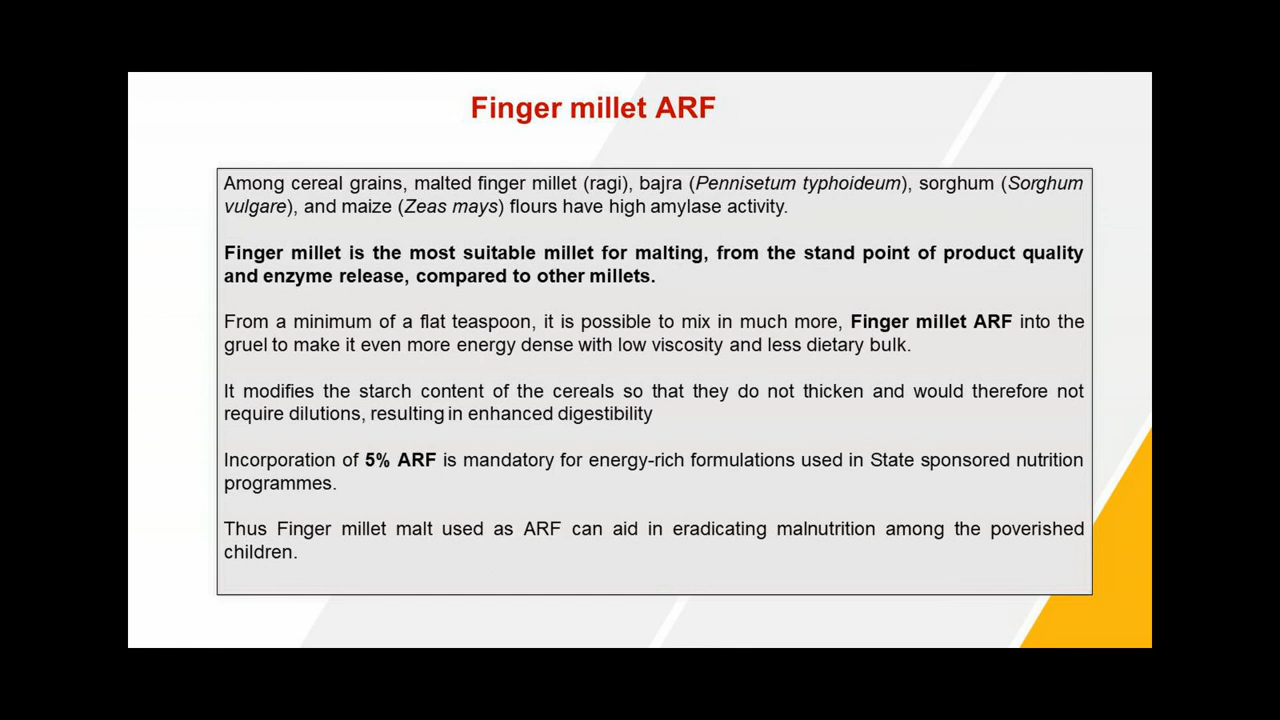 Finger millet ARF
Among cereal grains, malted finger millet (ragi), bajra (Pennisetum typhoideum), sorghum (Sorghum
vulgare), and maize (Zeas mays) flours have high amylase activity.
Finger millet is the most suitable millet for malting, from the stand point of product quality
and enzyme release, compared to other millets.
From a minimum of a flat teaspoon, it is possible to mix in much more, Finger millet ARF into the
gruel to make it even more energy dense with low viscosity and less dietary bulk.
It modifies the starch content of the cereals so that they do not thicken and would therefore not
require dilutions, resulting in enhanced digestibility
Incorporation of 5% ARF is mandatory for energy-rich formulations used in State sponsored nutrition
programmes.
Thus Finger millet malt used as ARF can aid in eradicating malnutrition among the poverished
children.